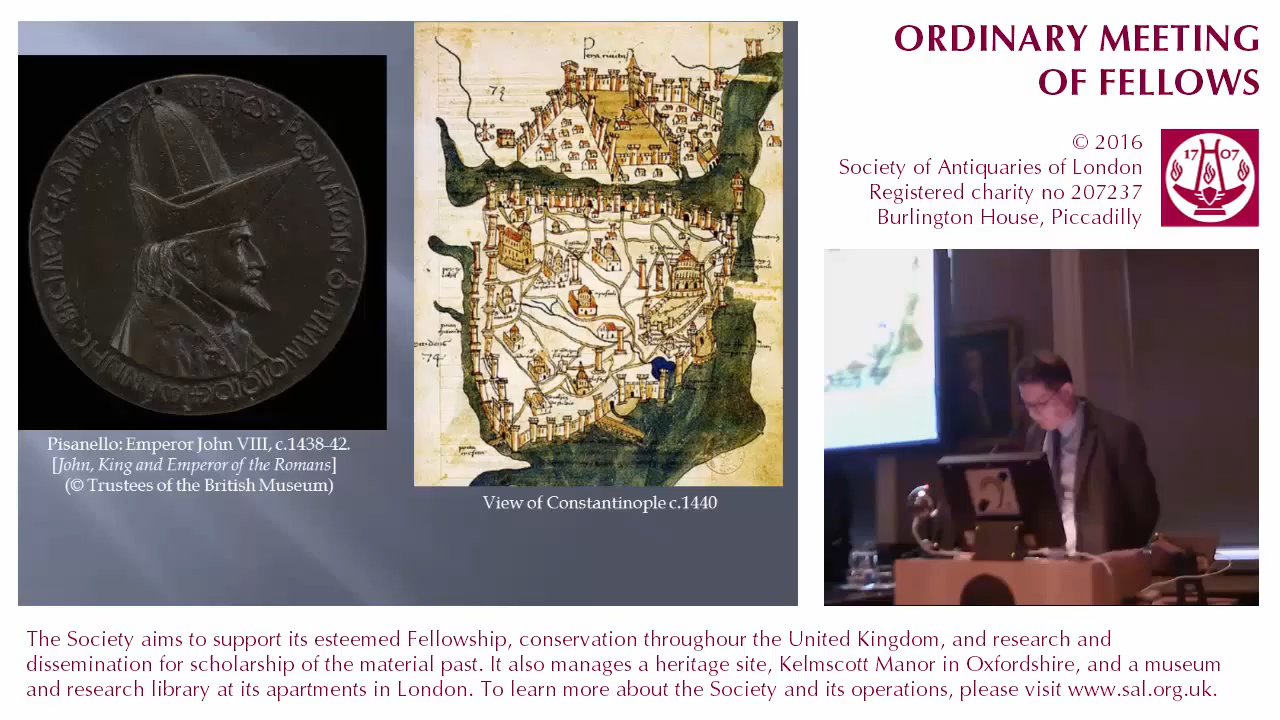 ORDINARY MEETING
OF FELLOWS
© 2016
Society of Antiquaries of London
Registered charity no 207237
Burlington House, Piccadilly
17 07
Pisanello: Emperor John VIII, c.1438-42.
[John, King and Emperor of the Romans]
(© Trustees of the British Museum)
View of Constantinople c.1440
The Society aims to support its esteemed Fellowship, conservation throughour the United Kingdom, and research and
dissemination for scholarship of the material past. It also manages a heritage site, Kelmscott Manor in Oxfordshire, and a museum
and research library at its apartments in London. To learn more about the Society and its operations, please visit www.sal.org.uk.